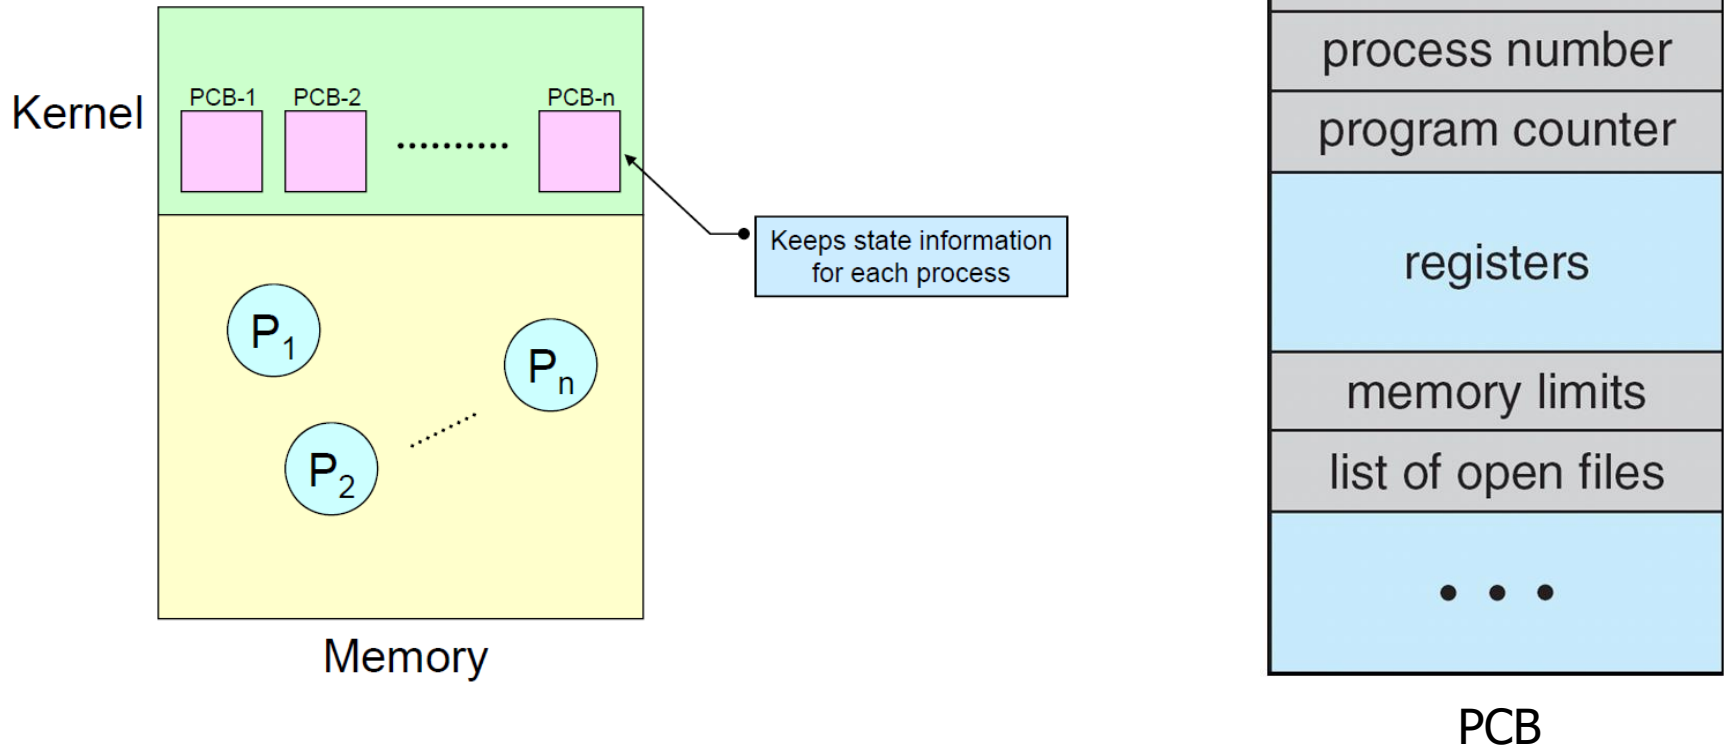 Kernel
PCB-1
PCB-2
PCB-n
Keeps state information
for each process
P1
P2
Pn
Memory
process number
program counter
registers
memory limits
list of open files
• • •
PCB